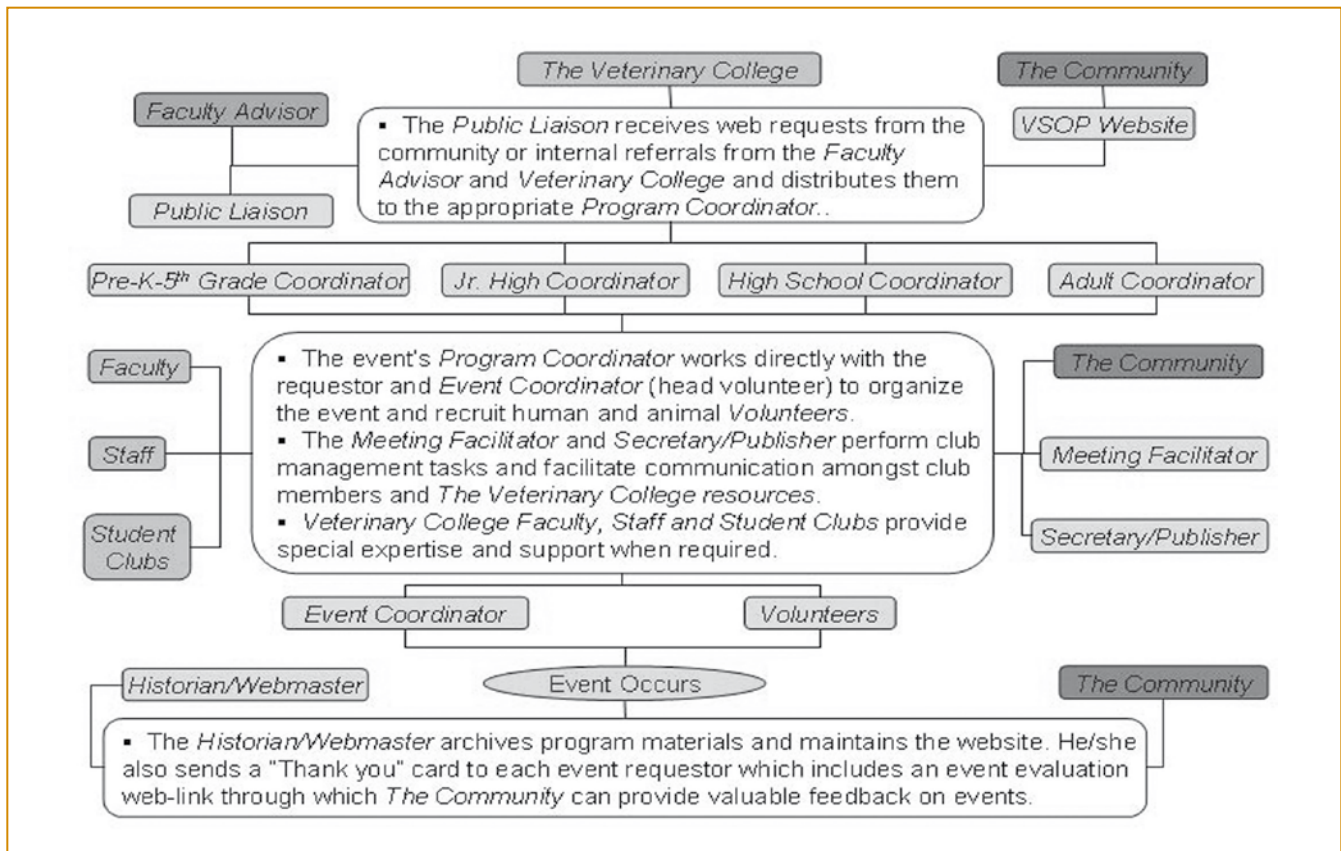 The Veterinary College
The Community
Faculty Advisor
VSOP Website
Public Liaison
▪ The Public Liaison receives web requests from the
community or internal referrals from the Faculty
Advisor and Veterinary College and distributes them
to the appropriate Program Coordinator..
Pre-K-5th Grade Coordinator
Jr. High Coordinator
High School Coordinator
Adult Coordinator
Faculty
Staff
Student
Clubs
▪ The event's Program Coordinator works directly with the
requestor and Event Coordinator (head volunteer) to organize
the event and recruit human and animal Volunteers.
▪ The Meeting Facilitator and Secretary/Publisher perform club
management tasks and facilitate communication amongst club
members and The Veterinary College resources.
▪ Veterinary College Faculty, Staff and Student Clubs provide
special expertise and support when required.
The Community
Meeting Facilitator
Secretary/Publisher
Event Coordinator
Volunteers
Historian/Webmaster
Event Occurs
The Community
▪ The Historian/Webmaster archives program materials and maintains the website. He/she
also sends a "Thank you" card to each event requestor which includes an event evaluation
web-link through which The Community can provide valuable feedback on events.